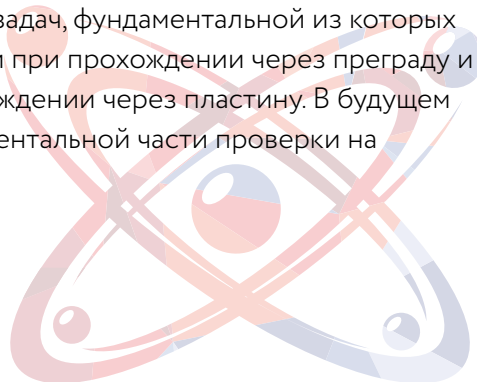 задач, фундаментальной из которых
и при прохождении через преграду и
ждении через пластину. В будущем
ентальной части проверки на